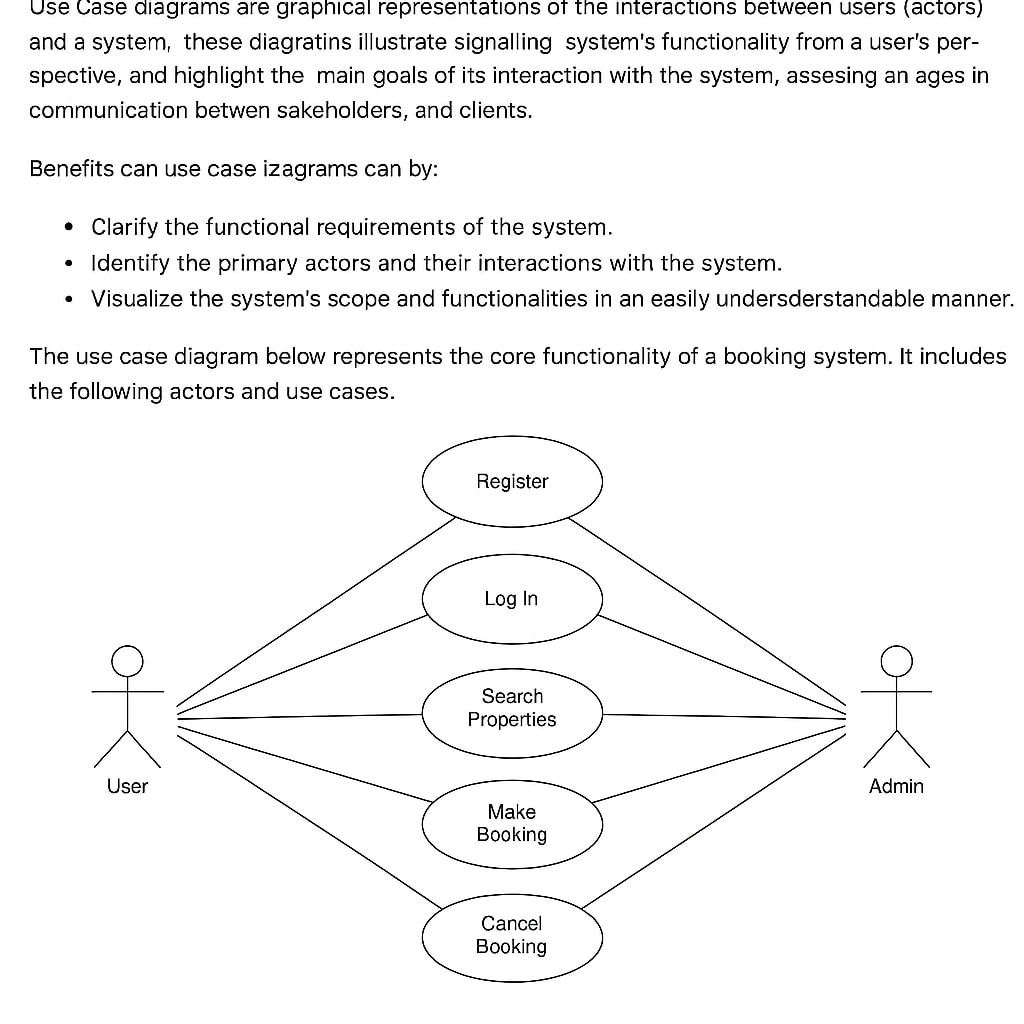 Use Case diagrams are graphical representations of the interactions between users (actors)
and a system, these diagratins illustrate signalling system's functionality from a user's per-
spective, and highlight the main goals of its interaction with the system, assesing an ages in
communication betwen sakeholders, and clients.
Benefits can use case izagrams can by:
• Clarify the functional requirements of the system.
• Identify the primary actors and their interactions with the system.
• Visualize the system's scope and functionalities in an easily undersderstandable manner.
The use case diagram below represents the core functionality of a booking system. It includes
the following actors and use cases.
Register
Log In
Search
Properties
User
Admin
Make
Booking
Cancel
Booking